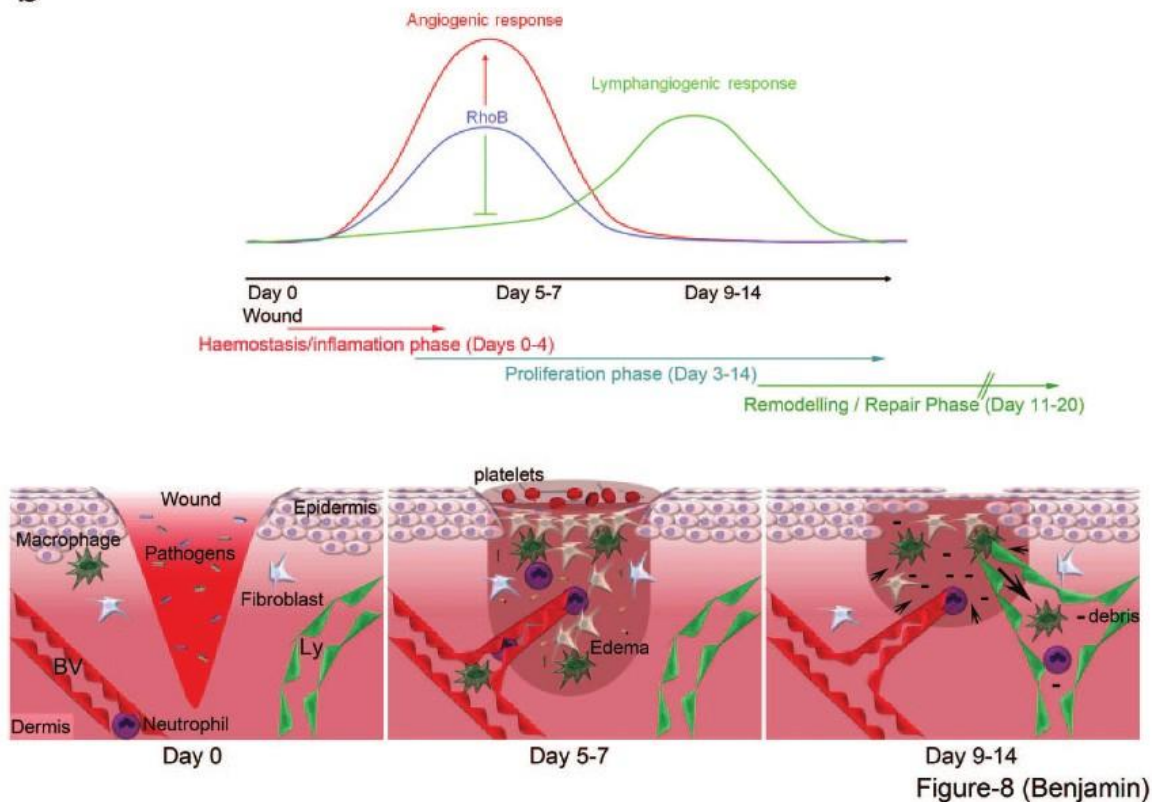 b
Angiogenic response
Lymphangiogenic response
RhoB
Day 0
Day 5-7
Day 9-14
Wound
Haemostasis/inflamation phase (Days 0-4)
Proliferation phase (Day 3-14)
Remodelling / Repair Phase (Day 11-20)
platelets
Wound
Epidermis
Macrophage
Pathogens
Fibroblast
Ly
BV
Dermis
Neutrophil
Edema
-debris
Day 0
Day 5-7
Day 9-14
Figure-8 (Benjamin)